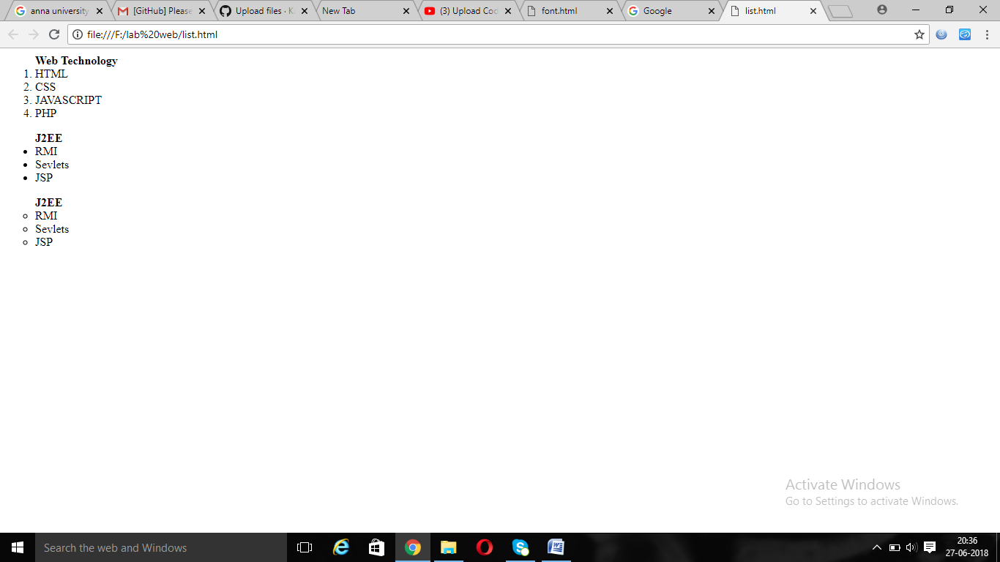 anna university
[GitHub] Please
Upload files · K
New Tab
(3) Upload Cod
font.html
Google
list.html
file:///F:/lab%20web/list.html
Web Technology
1. HTML
2. CSS
3. JAVASCRIPT
4. PHP
J2EE
• RMI
• Sevlets
• JSP
J2EE
○ RMI
○ Sevlets
○ JSP
Activate Windows
Go to Settings to activate Windows.
Search the web and Windows
20:36
27-06-2018